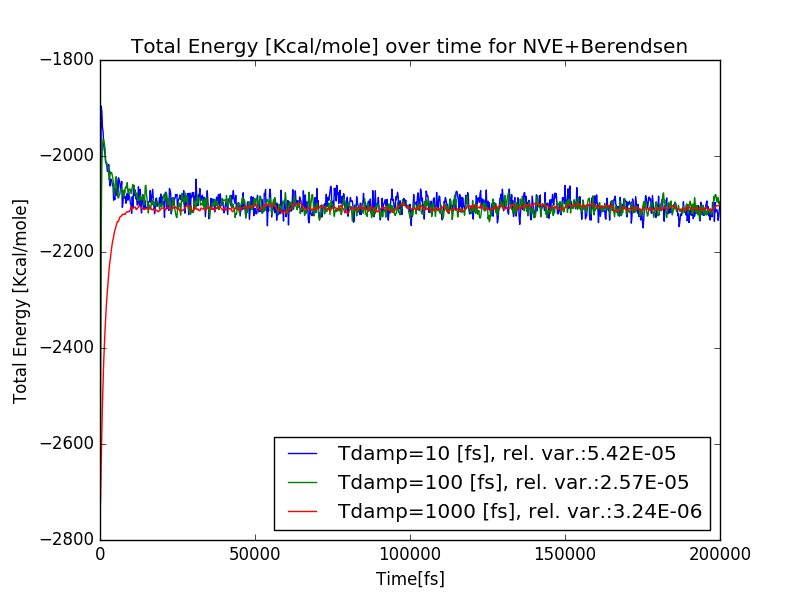 Total Energy [Kcal/mole] over time for NVE+Berendsen
−1800
−2000
−2200
−2400
−2600
−2800
Total Energy [Kcal/mole]
Tdamp=10 [fs], rel. var.:5.42E-05
Tdamp=100 [fs], rel. var.:2.57E-05
Tdamp=1000 [fs], rel. var.:3.24E-06
0 50000 100000 150000 200000
Time[fs]